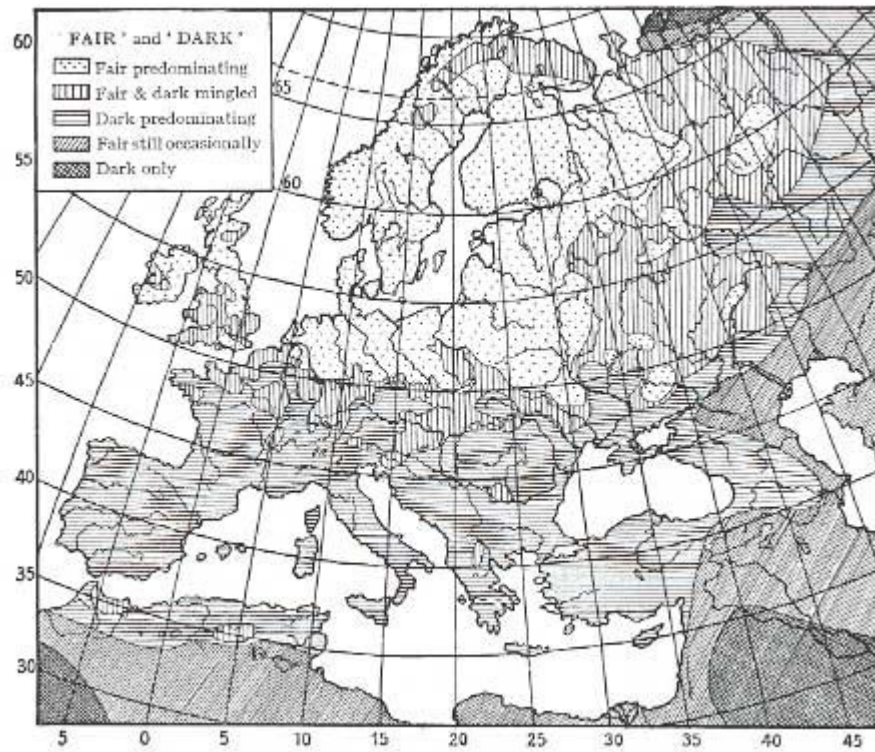 'FAIR' and 'DARK'
Fair predominating
Fair & dark mingled
Dark predominating
Fair still occasionally
Dark only
60
65
55
60
50
45
40
35
30
5 0 5 10 15 20 25 30 35 40 45